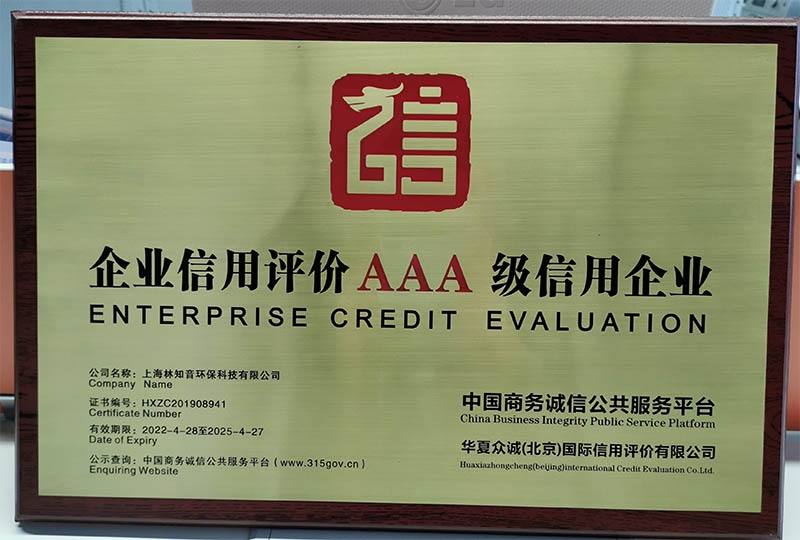 企业信用评价AAA 级信用企业
ENTERPRISE CREDIT EVALUATION
公司名称：上海林知音环保科技有限公司
Company Name
证书编号：HXZC201908941
Certificate Number
有效期限：2022-4-28至2025-4-27
Date of Expiry
公示查询：中国商务诚信公共服务平台（www.315gov.cn）
Enquiring Website
中国商务诚信公共服务平台
China Business Integrity Public Service Platform
华夏众诚(北京)国际信用评价有限公司
Huaxiazhongcheng(beijing)international Credit Evaluation Co.Ltd.